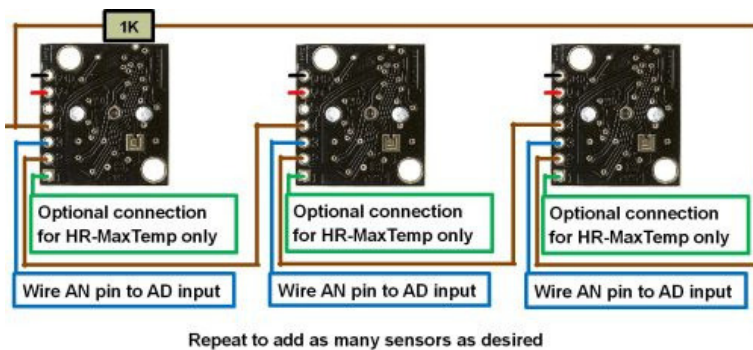 1K
Optional connection
for HR-MaxTemp only
Optional connection
for HR-MaxTemp only
Optional connection
for HR-MaxTemp only
Wire AN pin to AD input
Wire AN pin to AD input
Wire AN pin to AD input
Repeat to add as many sensors as desired